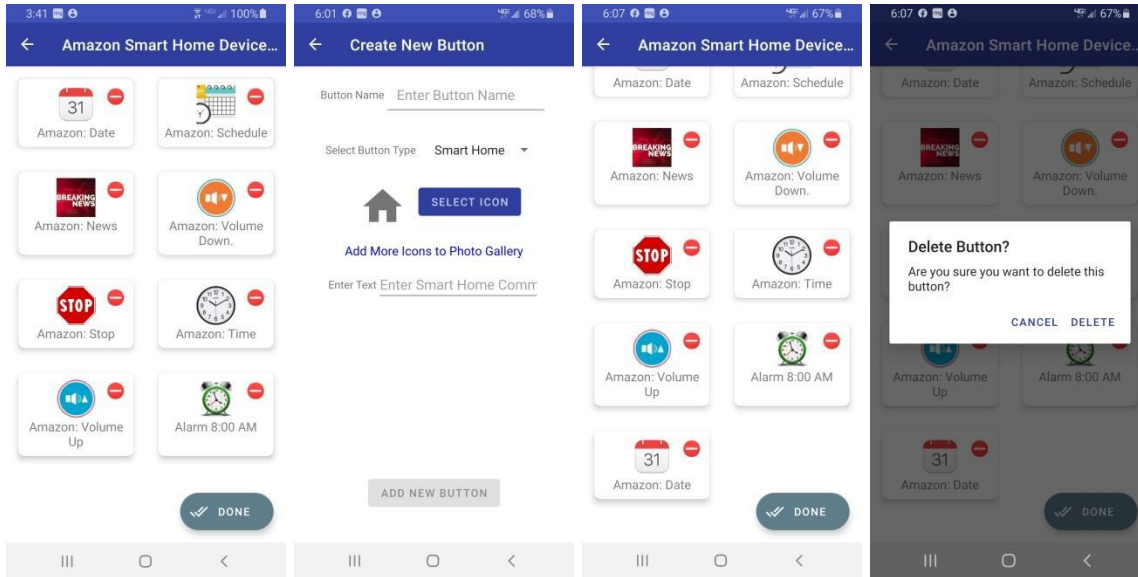 3:41 100%
Amazon Smart Home Device...
31
Amazon: Date
Amazon: Schedule
BREAKING
NEWS
Amazon: News
Amazon: Volume
Down.
STOP
Amazon: Stop
Amazon: Time
Amazon: Volume
Up
Alarm 8:00 AM
DONE
6:01 68%
Create New Button
Button Name Enter Button Name
Select Button Type Smart Home
SELECT ICON
Add More Icons to Photo Gallery
Enter Text Enter Smart Home Comm
ADD NEW BUTTON
6:07 67%
Amazon Smart Home Device...
Amazon: Date
Amazon: Schedule
BREAKING
NEWS
Amazon: News
Amazon: Volume
Down.
STOP
Amazon: Stop
Amazon: Time
Amazon: Volume
Up
Alarm 8:00 AM
31
Amazon: Date
DONE
6:07 67%
Amazon Smart Home Device..
Amazon: Date
Amazon: Schedule
BREAKING
NEWS
Amazon: News
Amazon: Volume
Down.
Delete Button?
Are you sure you want to delete this
button?
CANCEL DELETE
Amazon: Volume
Up
Alarm 8:00 AM
31
Amazon: Date
DONE